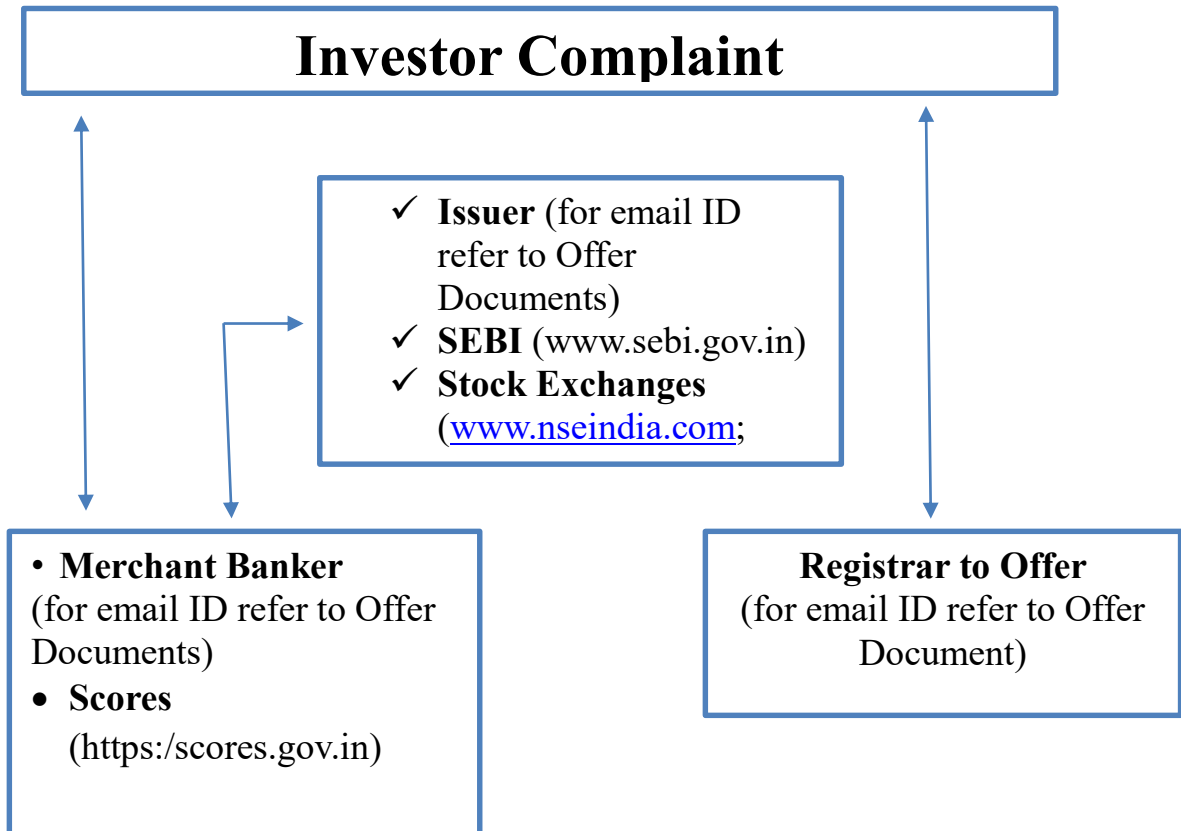 Investor Complaint
✓ Issuer (for email ID
refer to Offer
Documents)
✓ SEBI (www.sebi.gov.in)
✓ Stock Exchanges
(www.nseindia.com;
• Merchant Banker
(for email ID refer to Offer
Documents)
• Scores
(https:/scores.gov.in)
Registrar to Offer
(for email ID refer to Offer
Document)